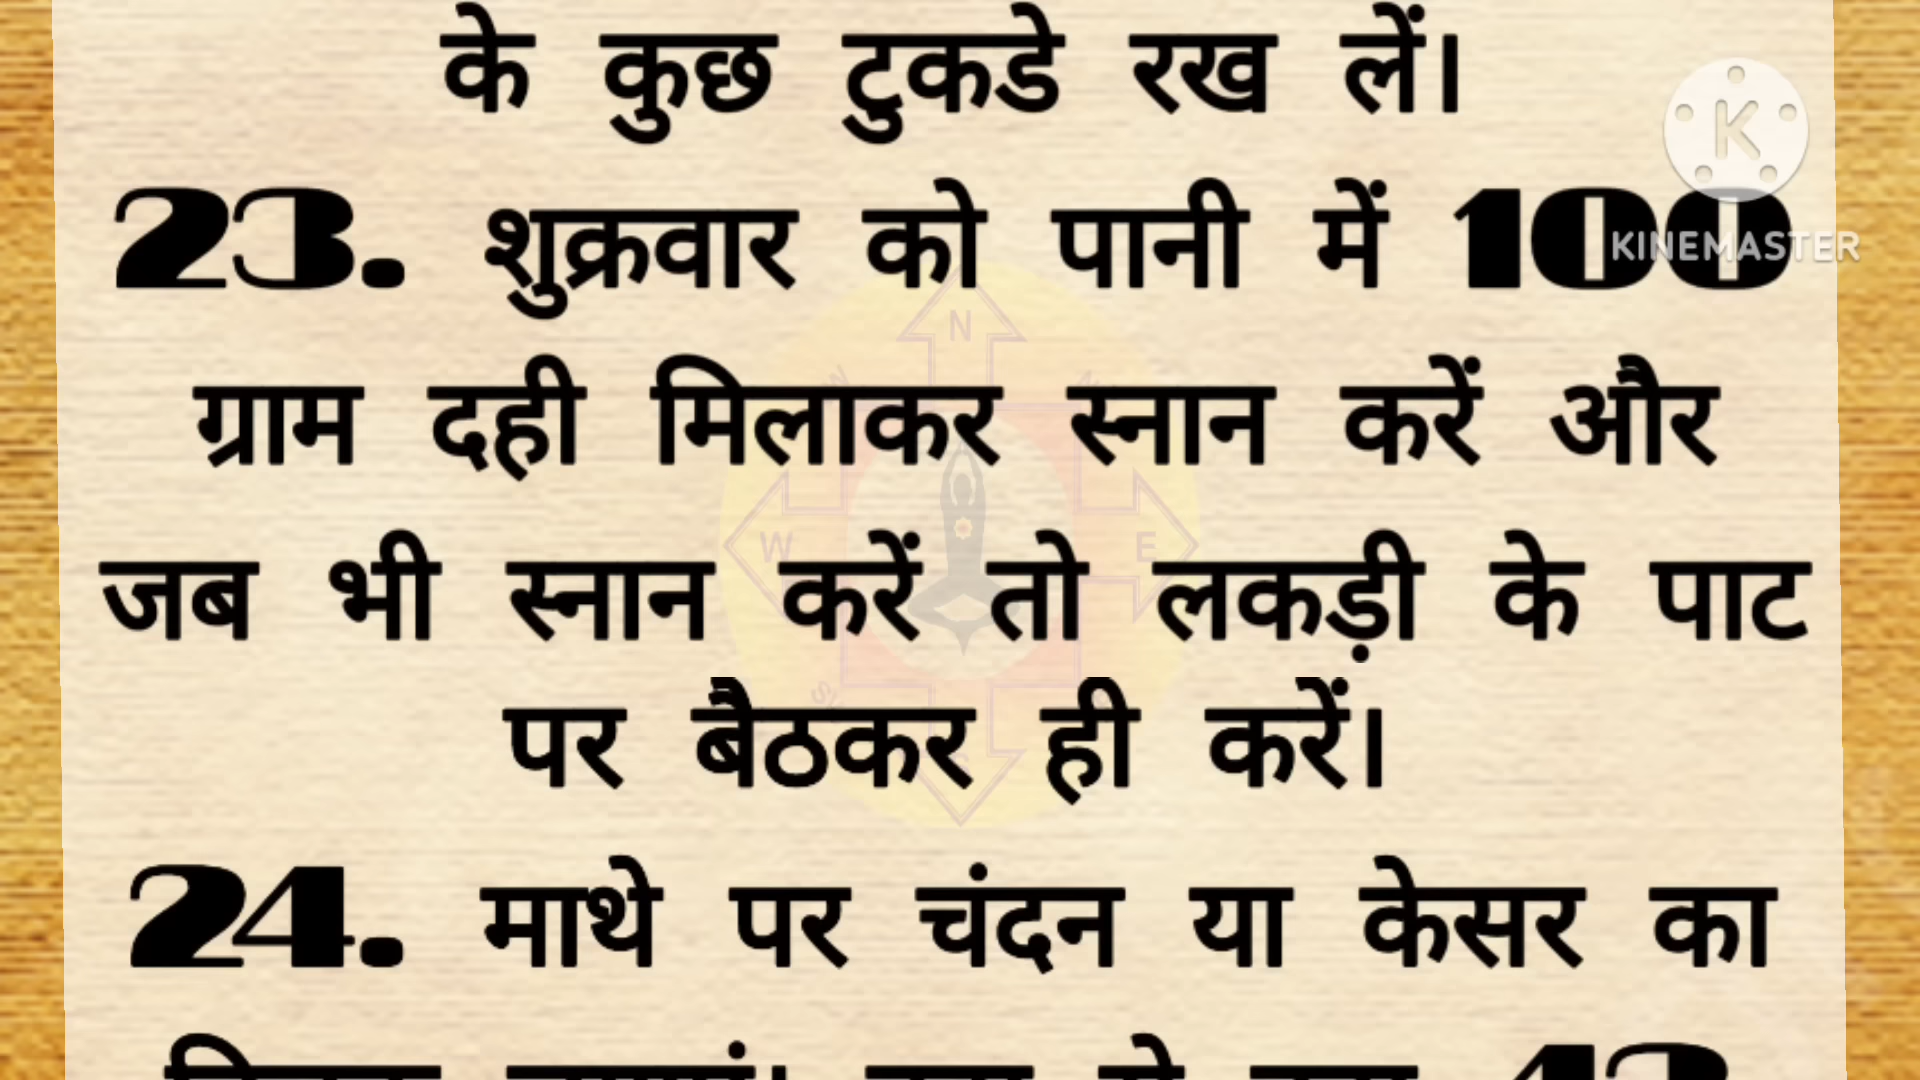 के कुछ टुकडे रख लें।
23. शुक्रवार को पानी में 100
KINEMASTER
ग्राम दही मिलाकर स्नान करें और
जब भी स्नान करें तो लकड़ी के पाट
पर बैठकर ही करें।
24. माथे पर चंदन या केसर का
K
N
W
E